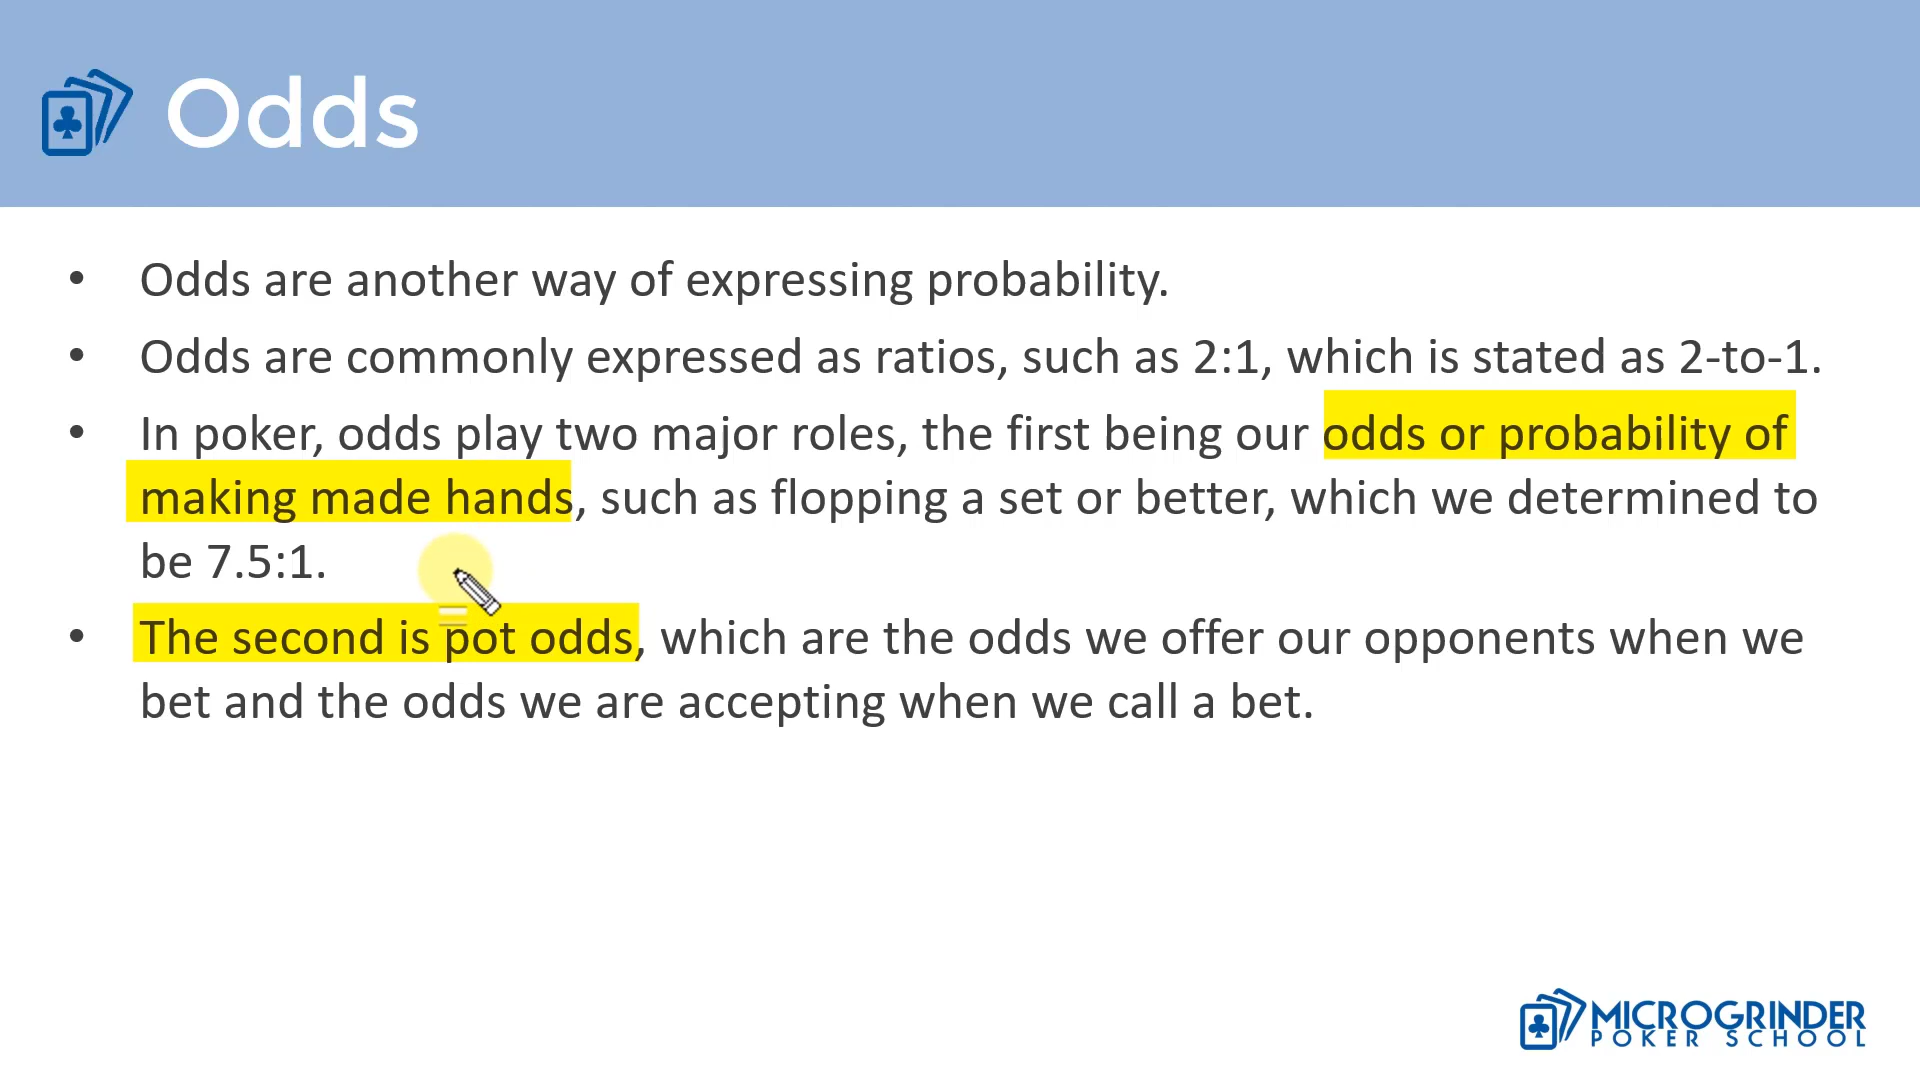 Odds
• Odds are another way of expressing probability.
• Odds are commonly expressed as ratios, such as 2:1, which is stated as 2-to-1.
• In poker, odds play two major roles, the first being our odds or probability of
making made hands, such as flopping a set or better, which we determined to
be 7.5:1.
• The second is pot odds, which are the odds we offer our opponents when we
bet and the odds we are accepting when we call a bet.
MICROGRINDER
POKER SCHOOL